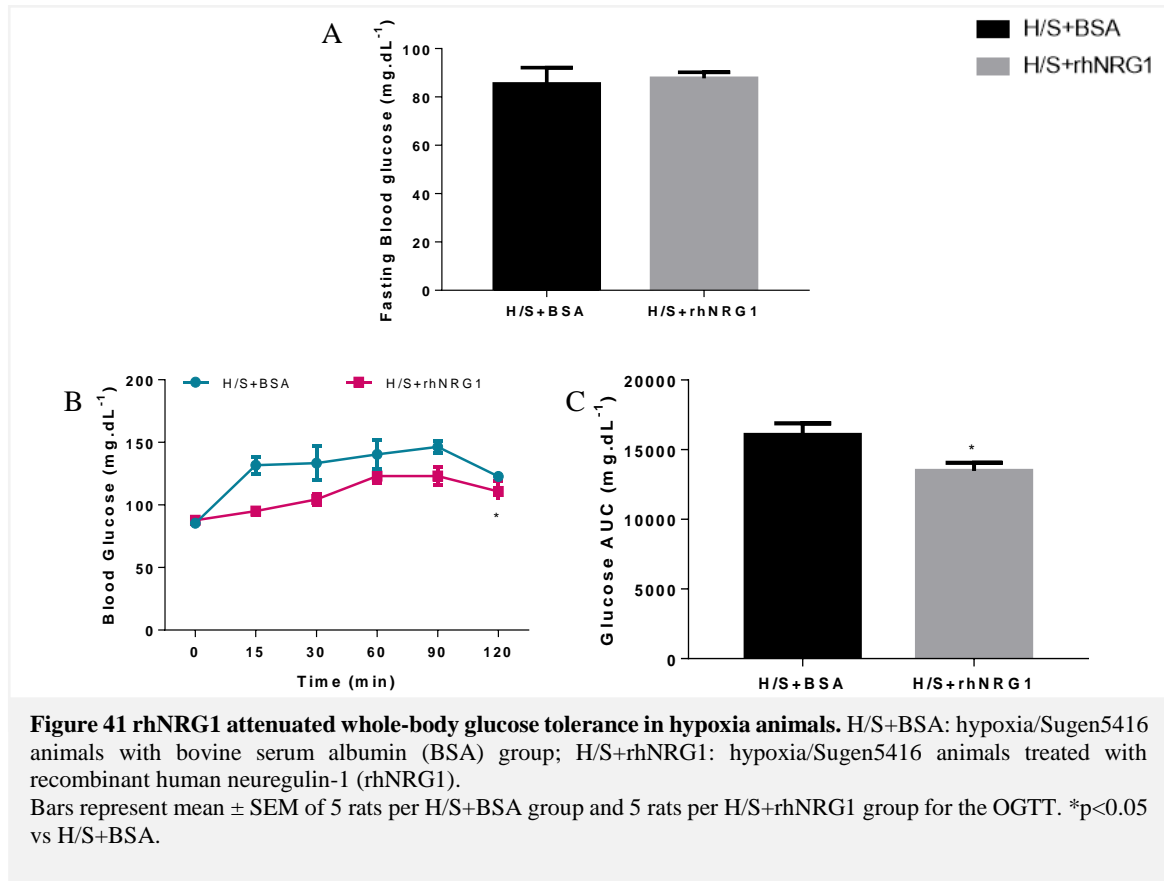 A
H/S+BSA
H/S+rhNRG1
Fasting Blood glucose (mg.dL⁻¹)
100
80
60
40
20
0
H/S+BSA
H/S+rhNRG1
B
H/S+BSA
H/S+rhNRG1
Blood Glucose (mg.dL⁻¹)
200
150
100
50
0
*
0 15 30 60 90 120
Time (min)
C
Glucose AUC (mg.dL⁻¹)
20000
15000
10000
5000
0
*
H/S+BSA
H/S+rhNRG1
Figure 41 rhNRG1 attenuated whole-body glucose tolerance in hypoxia animals. H/S+BSA: hypoxia/Sugen5416
animals with bovine serum albumin (BSA) group; H/S+rhNRG1: hypoxia/Sugen5416 animals treated with
recombinant human neuregulin-1 (rhNRG1).
Bars represent mean ± SEM of 5 rats per H/S+BSA group and 5 rats per H/S+rhNRG1 group for the OGTT. *p<0.05
vs H/S+BSA.